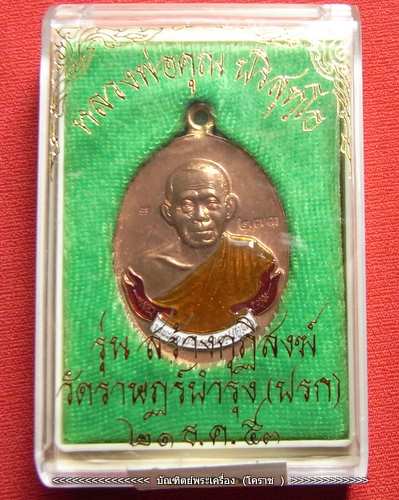 หลวงพ่อคูณ ปริสุทฺโธ
รุ่น สร้างกุฏิสงฆ์
วัดราษฎร์บำรุง (ปรก)
๒๑ ธ.ค. ๕๓
<<<<<<<<<<<<<<<<< บัณฑิตย์พระเครื่อง (โคราช ) >>>>>>>>>>>>>>>>>